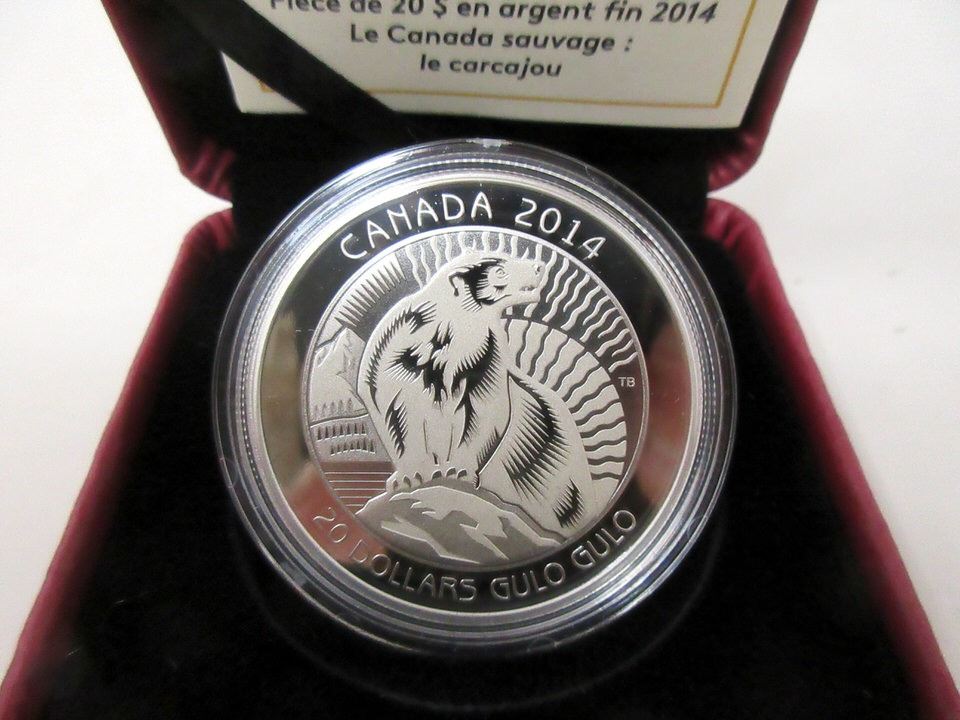 Pièce de 20 $ en argent fin 2014
Le Canada sauvage :
le carcajou
CANADA 2014
TB
20 DOLLARS GULO GULO